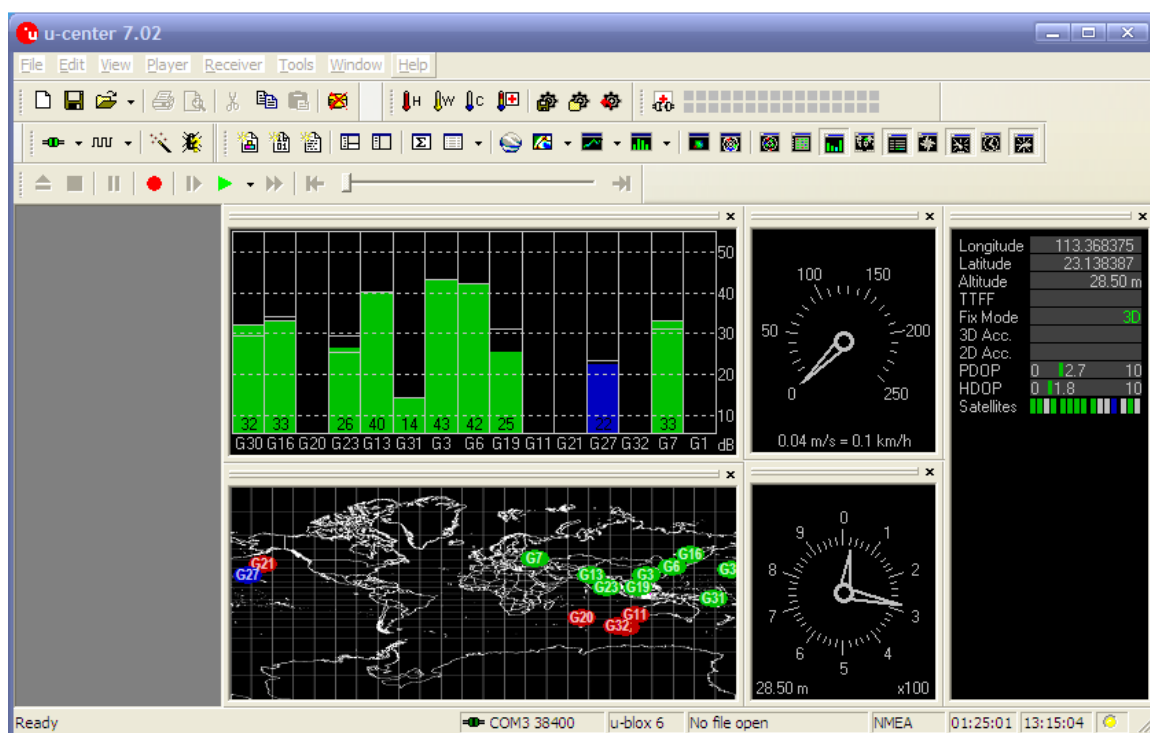 u-center 7.02
File Edit View Player Receiver Tools Window Help
H W C
50
40
30
20
10
32 33 26 40 14 43 42 25 22 33
G30 G16 G20 G23 G13 G31 G3 G6 G19 G11 G21 G27 G32 G7 G1 dB
100 150
50 200
0 250
0.04 m/s = 0.1 km/h
Longitude 113.368375
Latitude 23.138387
Altitude 28.50 m
TTFF
Fix Mode 3D
3D Acc.
2D Acc.
PDOP 0 2.7 10
HDOP 0 1.8 10
Satellites
G21
G27
G7
G16
G6
G13
G3
G3
G23
G19
G31
G20
G11
G32
0
9 1
8 2
7 3
6 4
5
28.50 m x100
Ready COM3 38400 u-blox 6 No file open NMEA 01:25:01 13:15:04